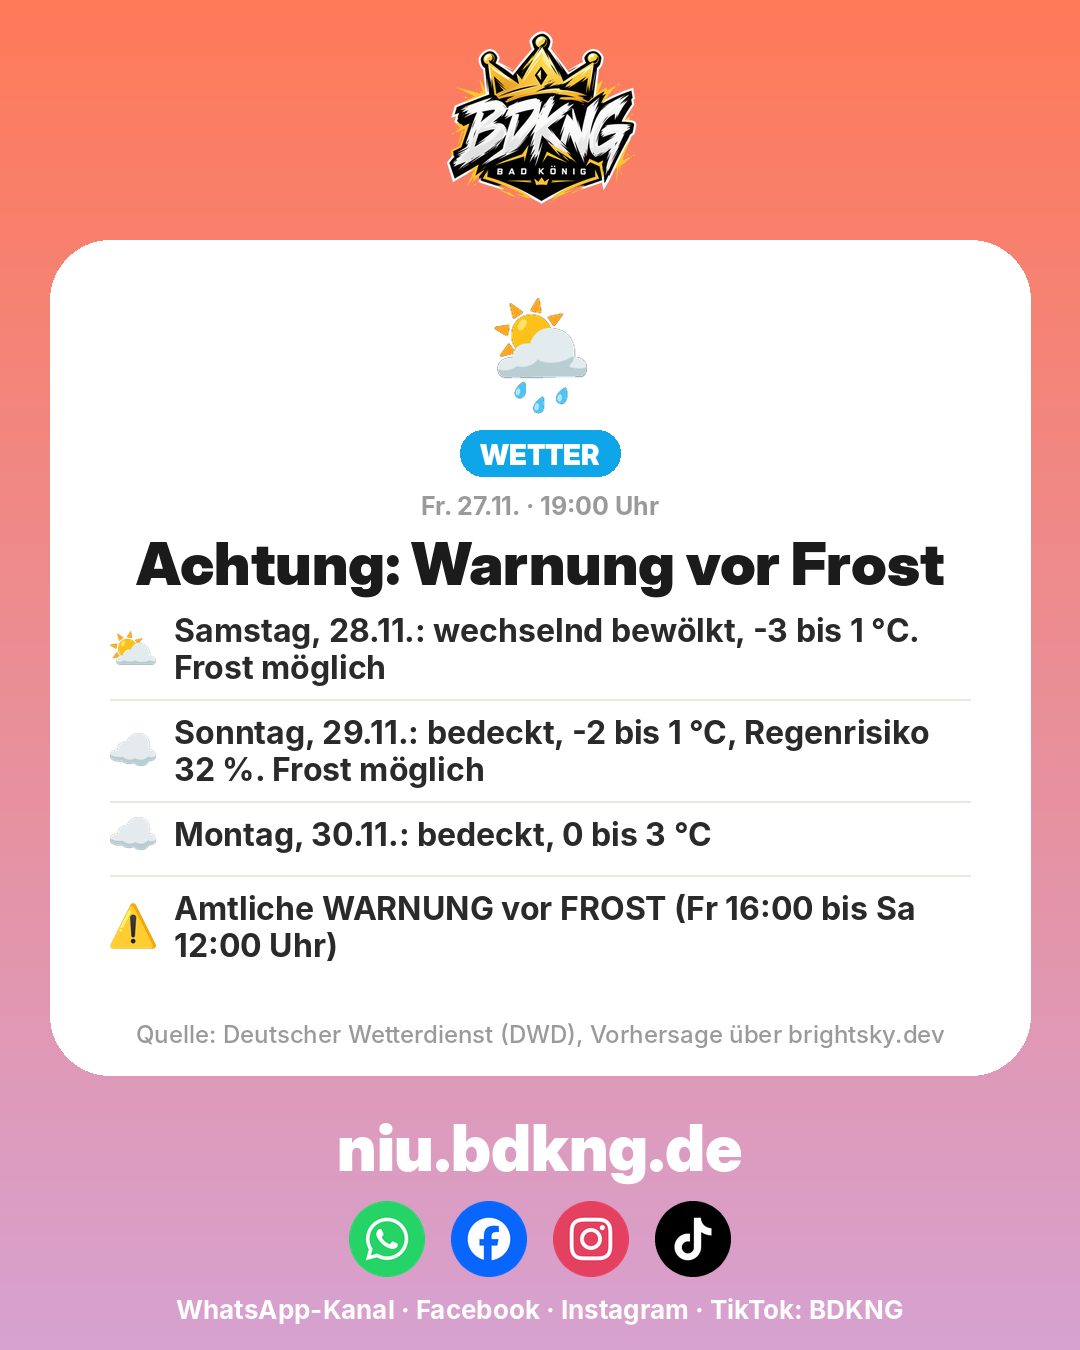 BDKNG
BAD KÖNIG
WETTER
Fr. 27.11. · 19:00 Uhr
Achtung: Warnung vor Frost
Samstag, 28.11.: wechselnd bewölkt, -3 bis 1 °C.
Frost möglich
Sonntag, 29.11.: bedeckt, -2 bis 1 °C, Regenrisiko
32 %. Frost möglich
Montag, 30.11.: bedeckt, 0 bis 3 °C
Amtliche WARNUNG vor FROST (Fr 16:00 bis Sa
12:00 Uhr)
Quelle: Deutscher Wetterdienst (DWD), Vorhersage über brightsky.dev
niu.bdkng.de
WhatsApp-Kanal · Facebook · Instagram · TikTok: BDKNG